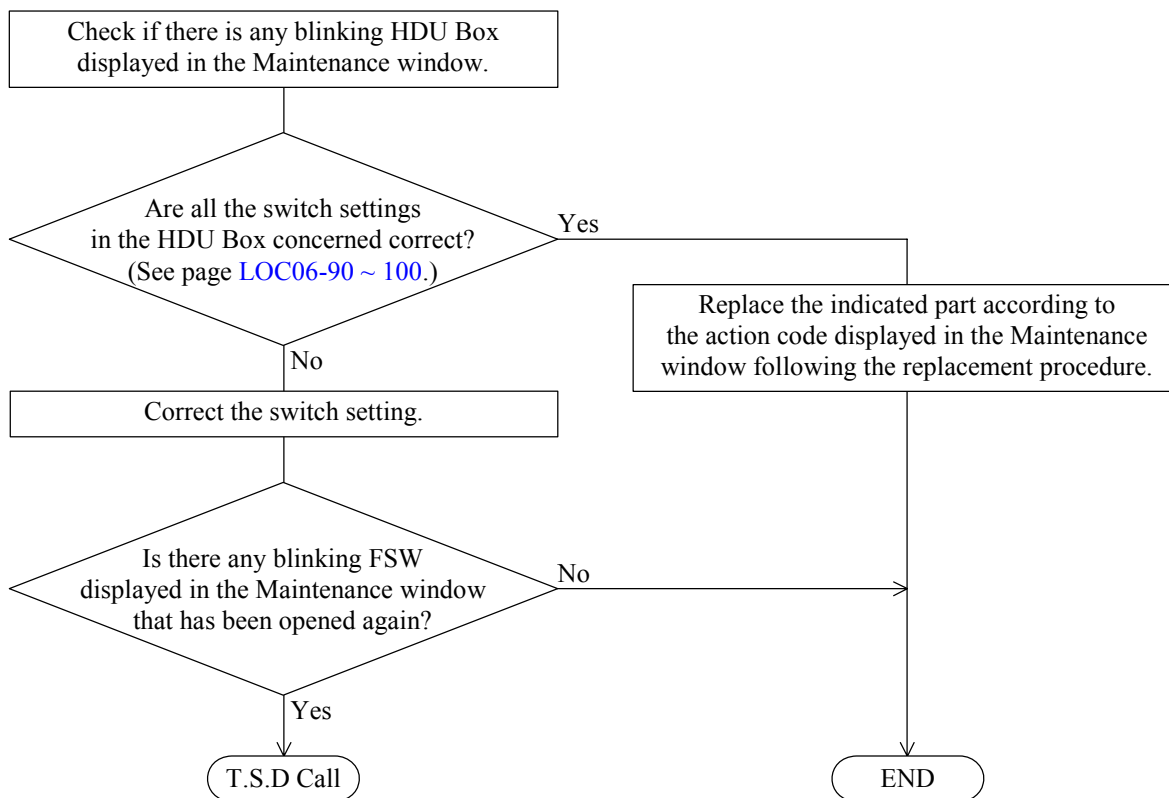 Check if there is any blinking HDU Box
displayed in the Maintenance window.
Are all the switch settings
in the HDU Box concerned correct?
(See page LOC06-90 ~ 100.)
Yes
No
Replace the indicated part according to
the action code displayed in the Maintenance
window following the replacement procedure.
Correct the switch setting.
Is there any blinking FSW
displayed in the Maintenance window
that has been opened again?
No
Yes
T.S.D Call
END